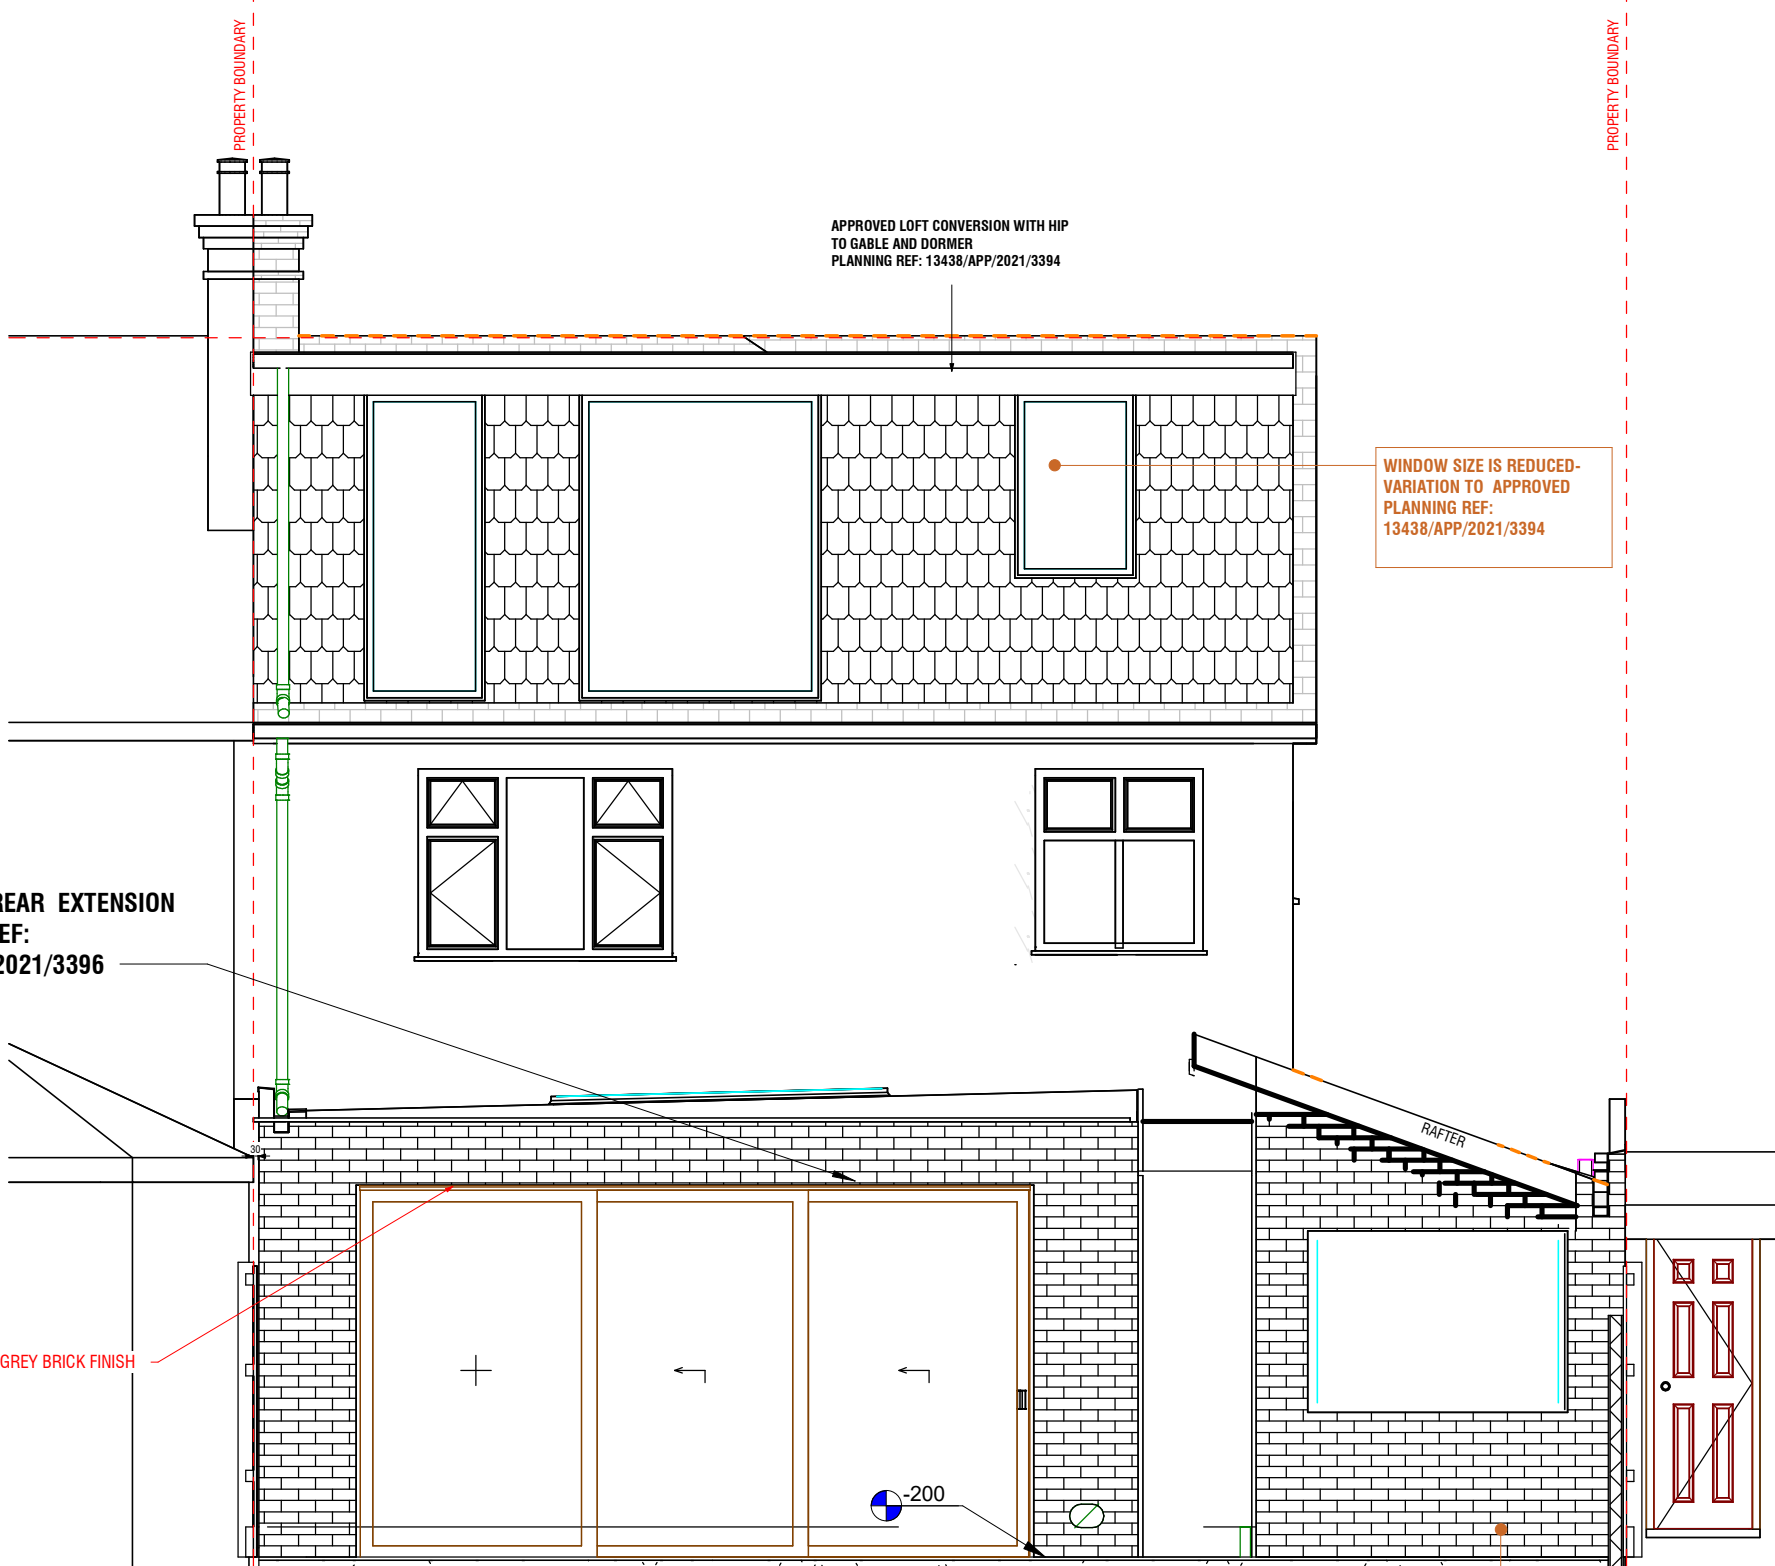 PROPERTY BOUNDARY
PROPERTY BOUNDARY
APPROVED LOFT CONVERSION WITH HIP
TO GABLE AND DORMER
PLANNING REF: 13438/APP/2021/3394
WINDOW SIZE IS REDUCED-
VARIATION TO APPROVED
PLANNING REF:
13438/APP/2021/3394
REAR EXTENSION
EF:
2021/3396
RAFTER
30
GREY BRICK FINISH
-200